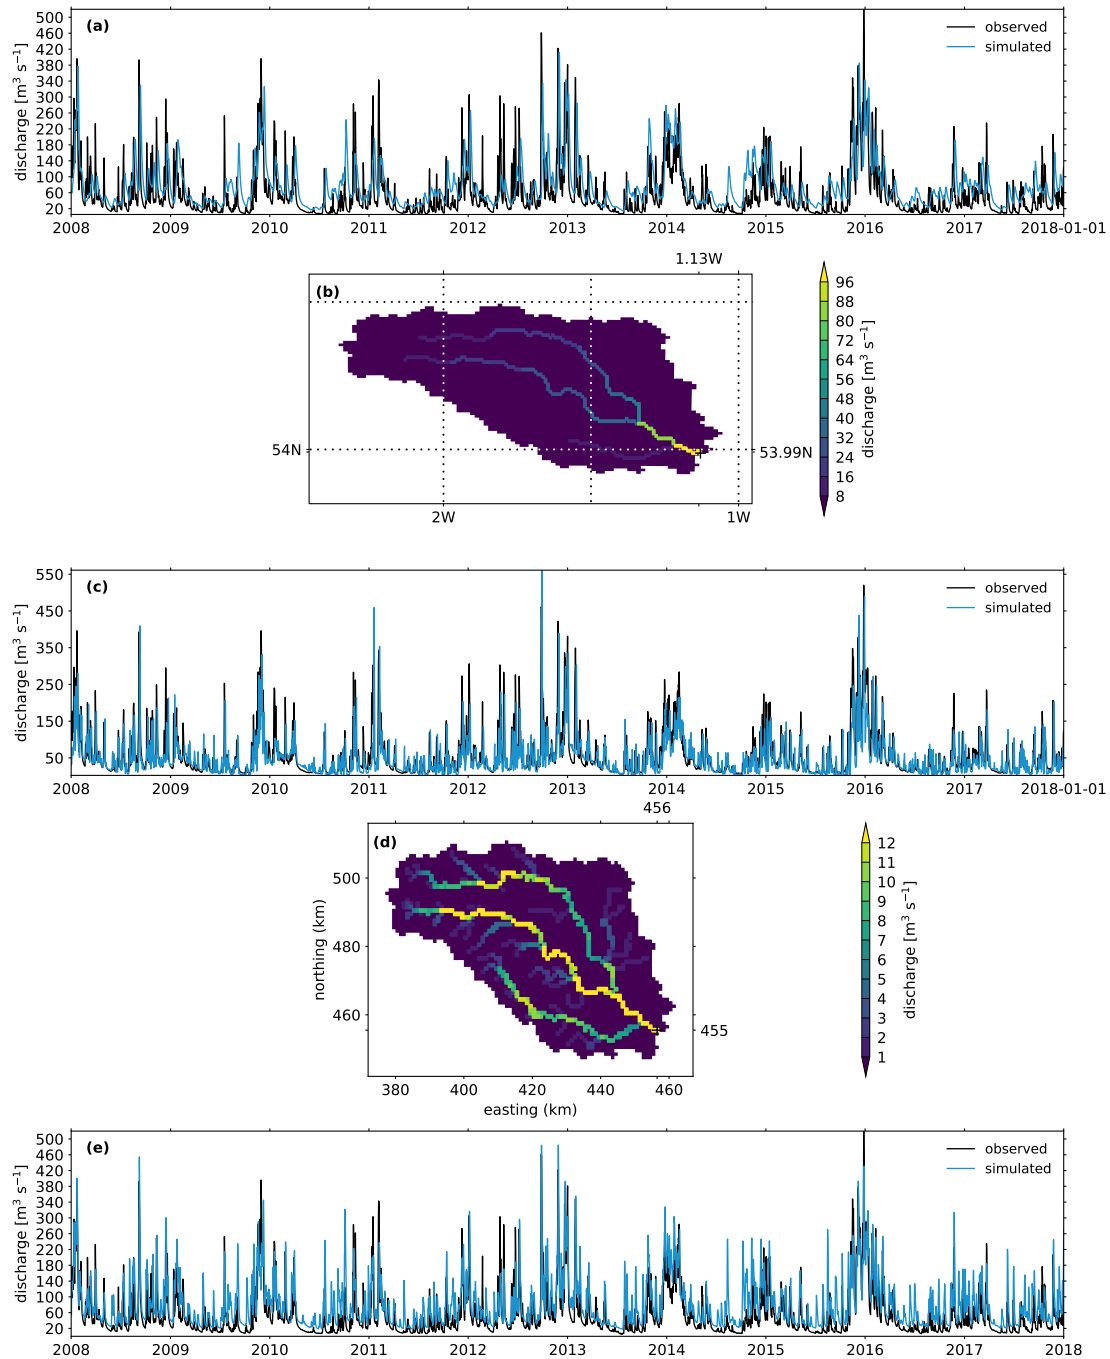 (a)
observed
simulated
discharge [m³ s⁻¹]
500
460
420
380
340
300
260
220
180
140
100
60
20
2008 2009 2010 2011 2012 2013 2014 2015 2016 2017 2018-01-01
(b)
1.13W
54N
53.99N
2W 1W
96
88
80
72
64
56
48
40
32
24
16
8
discharge [m³ s⁻¹]
(c)
observed
simulated
discharge [m³ s⁻¹]
550
450
350
250
150
50
2008 2009 2010 2011 2012 2013 2014 2015 2016 2017 2018-01-01
456
(d)
northing (km)
500
480
460
455
380 400 420 440 460
easting (km)
12
11
10
9
8
7
6
5
4
3
2
1
discharge [m³ s⁻¹]
(e)
observed
simulated
discharge [m³ s⁻¹]
500
460
420
380
340
300
260
220
180
140
100
60
20
2008 2009 2010 2011 2012 2013 2014 2015 2016 2017 2018